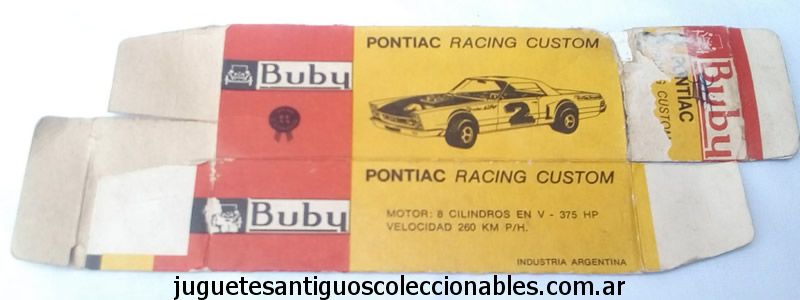 PONTIAC RACING CUSTOM
Buby
2
Buby
PONTIAC
CUSTOM
PONTIAC RACING CUSTOM
Buby
MOTOR: 8 CILINDROS EN V - 375 HP
VELOCIDAD 260 KM P/H.
INDUSTRIA ARGENTINA
juguetesantiguoscoleccionables.com.ar